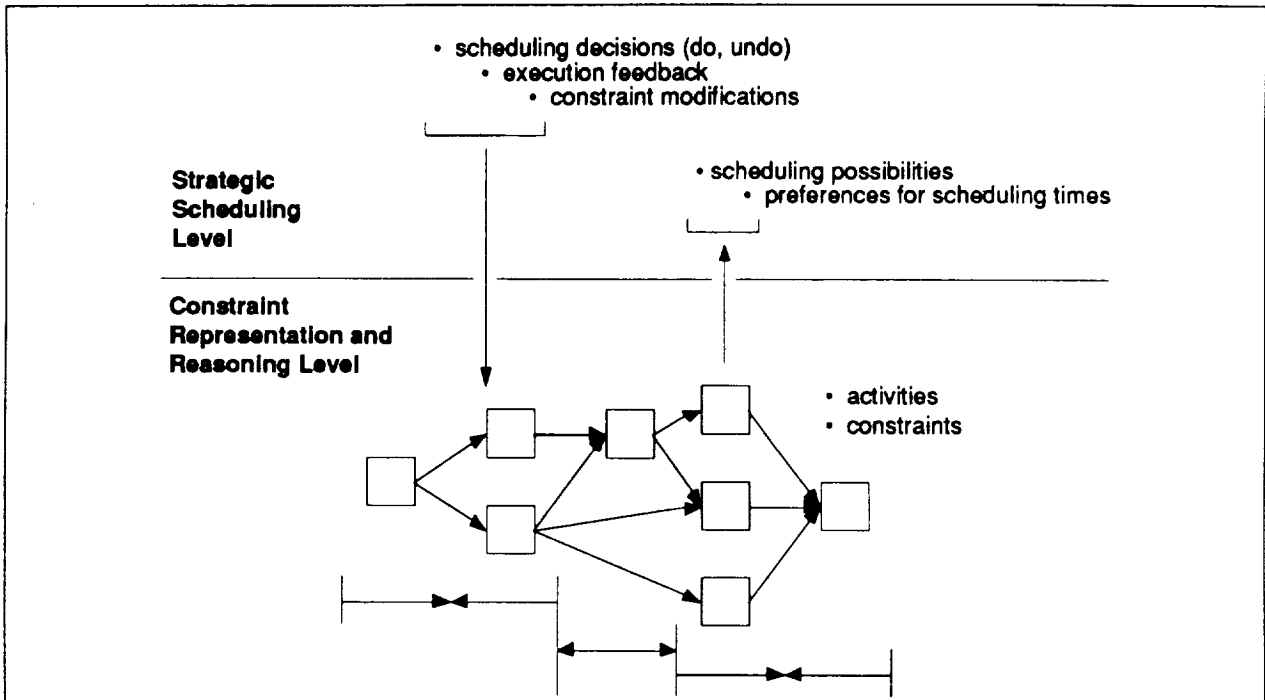 • scheduling decisions (do, undo)
• execution feedback
• constraint modifications
• scheduling possibilities
• preferences for scheduling times
Strategic
Scheduling
Level
Constraint
Representation and
Reasoning Level
• activities
• constraints